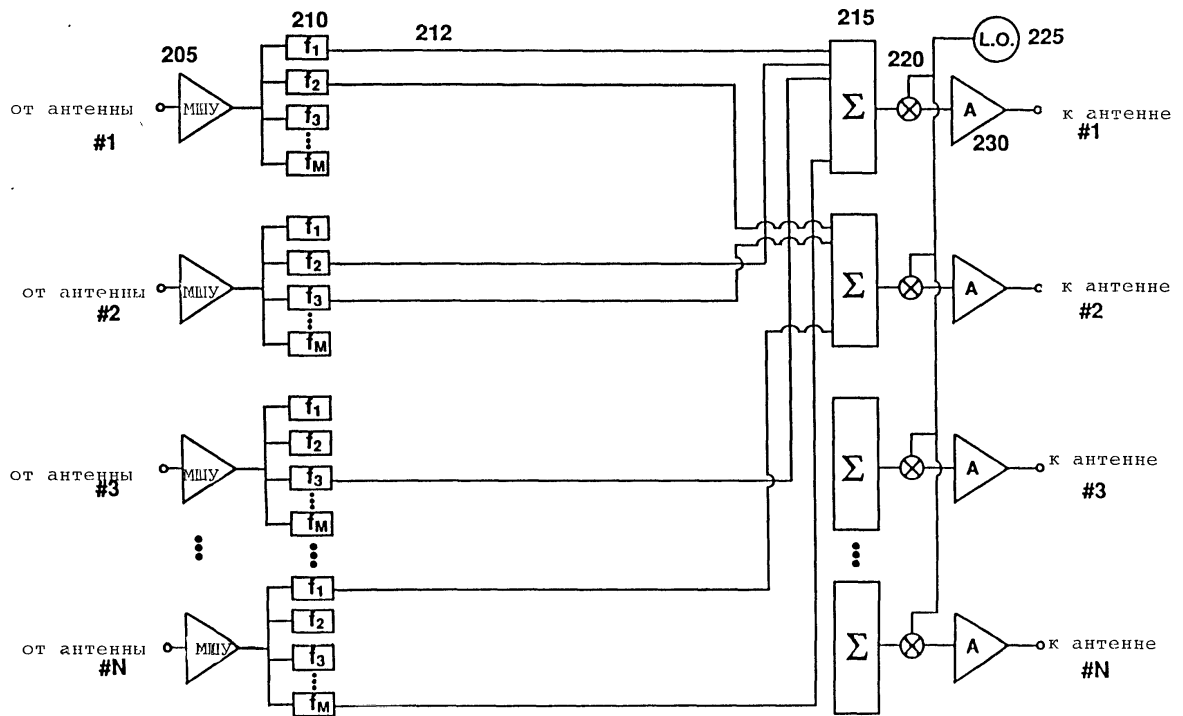 210
215
205
212
220
L.O. 225
МШУ
f1
f2
f3
fM
от антенны
#1
Σ
A
230
к антенне
#1
МШУ
f1
f2
f3
fM
от антенны
#2
Σ
A
к антенне
#2
МШУ
f1
f2
f3
fM
от антенны
#3
Σ
A
к антенне
#3
МШУ
f1
f2
f3
fM
от антенны
#N
Σ
A
к антенне
#N